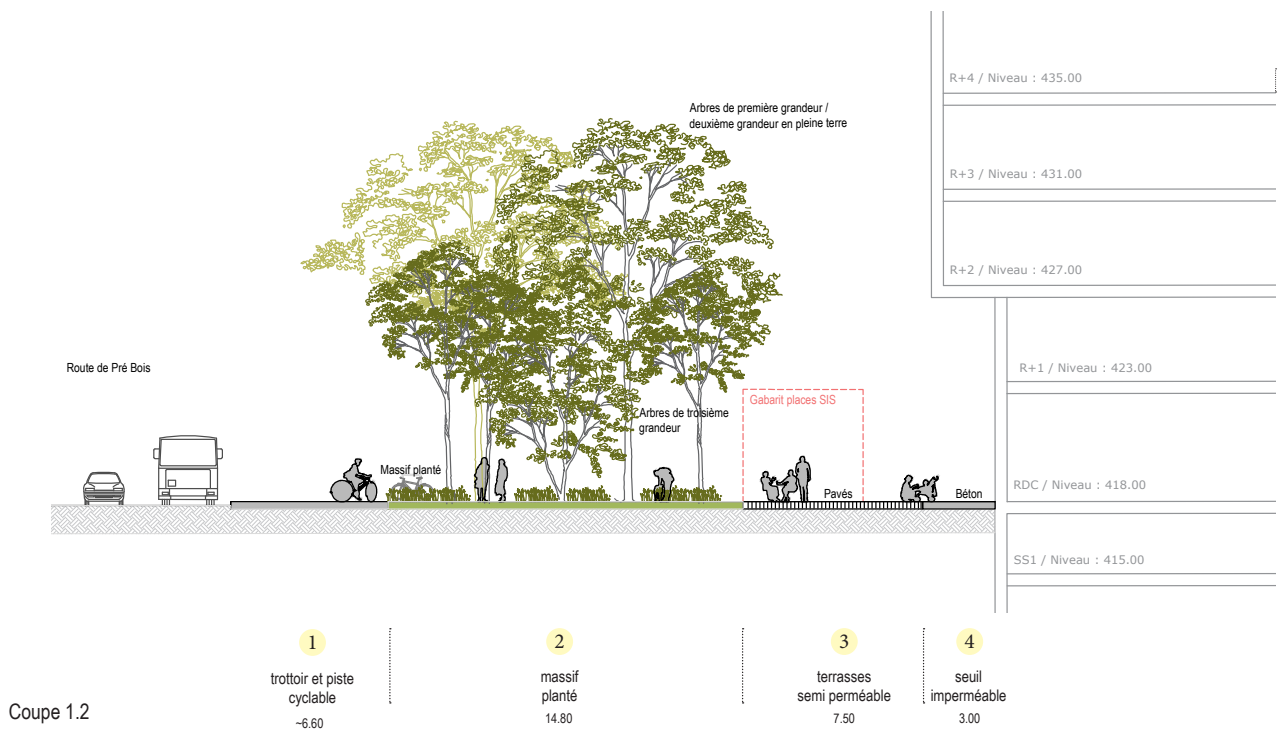 R+4 / Niveau : 435.00
Arbres de première grandeur /
deuxième grandeur en pleine terre
R+3 / Niveau : 431.00
R+2 / Niveau : 427.00
Route de Pré Bois
R+1 / Niveau : 423.00
Gabarit places SIS
Arbres de troisième
grandeur
Massif planté
Pavés
Béton
RDC / Niveau : 418.00
SS1 / Niveau : 415.00
1
trottoir et piste
cyclable
~6.60
2
massif
planté
14.80
3
terrasses
semi perméable
7.50
4
seuil
imperméable
3.00
Coupe 1.2